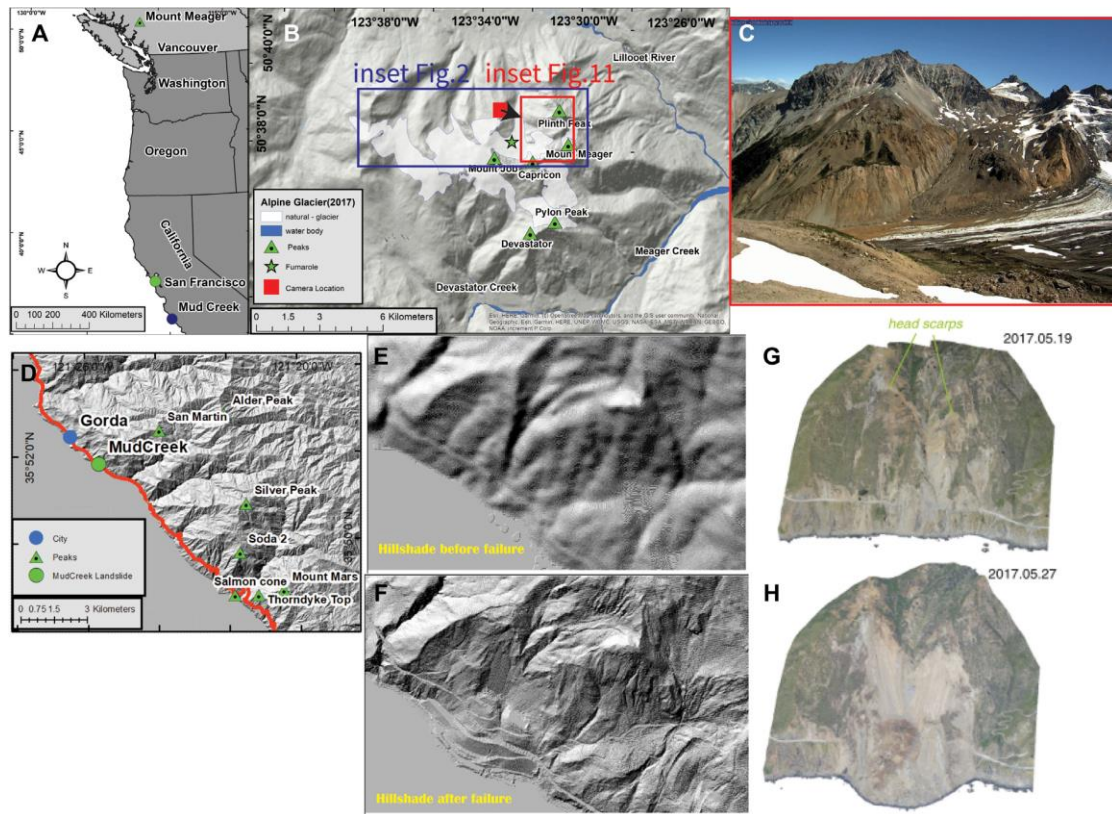 A
130°0'0"W
Mount Meager
Vancouver
Washington
Oregon
California
San Francisco
Mud Creek
N
W
E
S
0 100 200 400 Kilometers
B
123°38'W
123°34'W
123°30'W
123°26'W
50°40'0"N
50°38'0"N
inset Fig.2
inset Fig.11
Lillooet River
Plinth Peak
Mount Meager
Mount Job
Capricon
Pylon Peak
Devastator
Meager Creek
Devastator Creek
Alpine Glacier(2017)
natural - glacier
water body
Peaks
Fumarole
Camera Location
0 1.5 3 6 Kilometers
C
D
121°20'0"W
35°52'0"N
Alder Peak
San Martin
Gorda
MudCreek
Silver Peak
Soda 2
Salmon cone
Mount Mars
Thorndyke Top
City
Peaks
MudCreek Landslide
0 0.75 1.5 3 Kilometers
E
Hillshade before failure
F
Hillshade after failure
G
head scarps
2017.05.19
H
2017.05.27